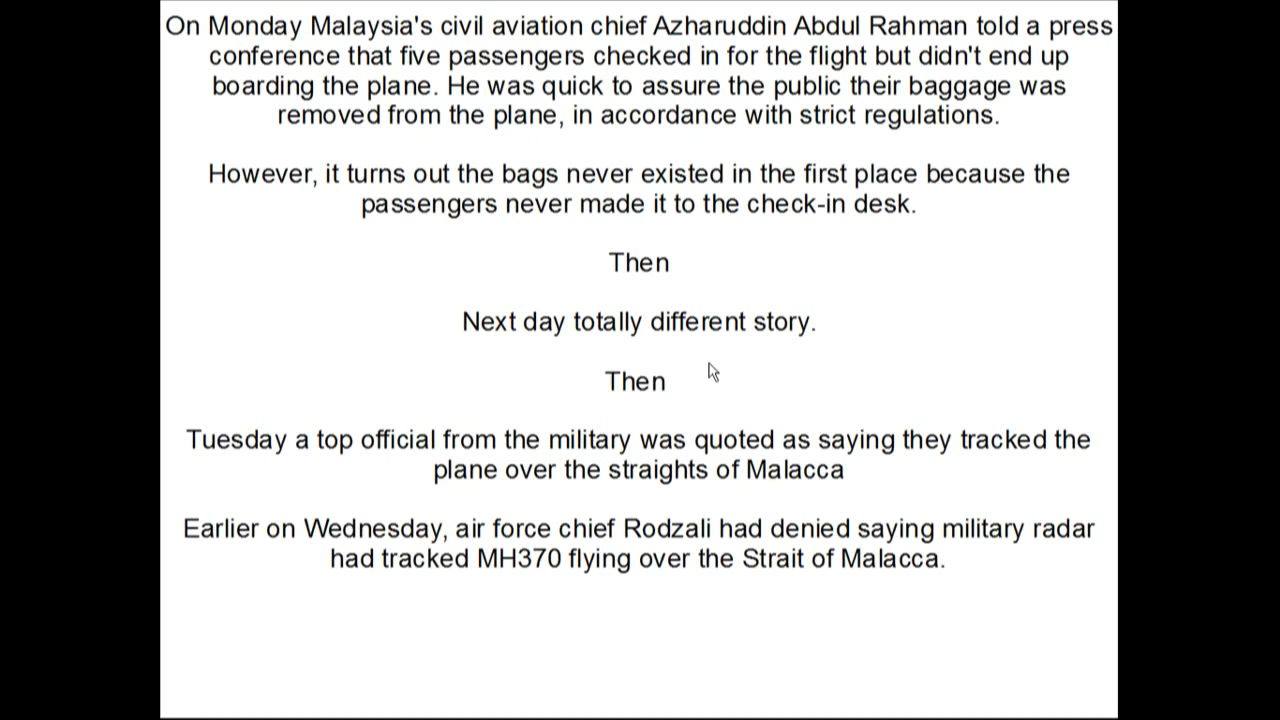 On Monday Malaysia's civil aviation chief Azharuddin Abdul Rahman told a press
conference that five passengers checked in for the flight but didn't end up
boarding the plane. He was quick to assure the public their baggage was
removed from the plane, in accordance with strict regulations.
However, it turns out the bags never existed in the first place because the
passengers never made it to the check-in desk.
Then
Next day totally different story.
Then
Tuesday a top official from the military was quoted as saying they tracked the
plane over the straights of Malacca
Earlier on Wednesday, air force chief Rodzali had denied saying military radar
had tracked MH370 flying over the Strait of Malacca.